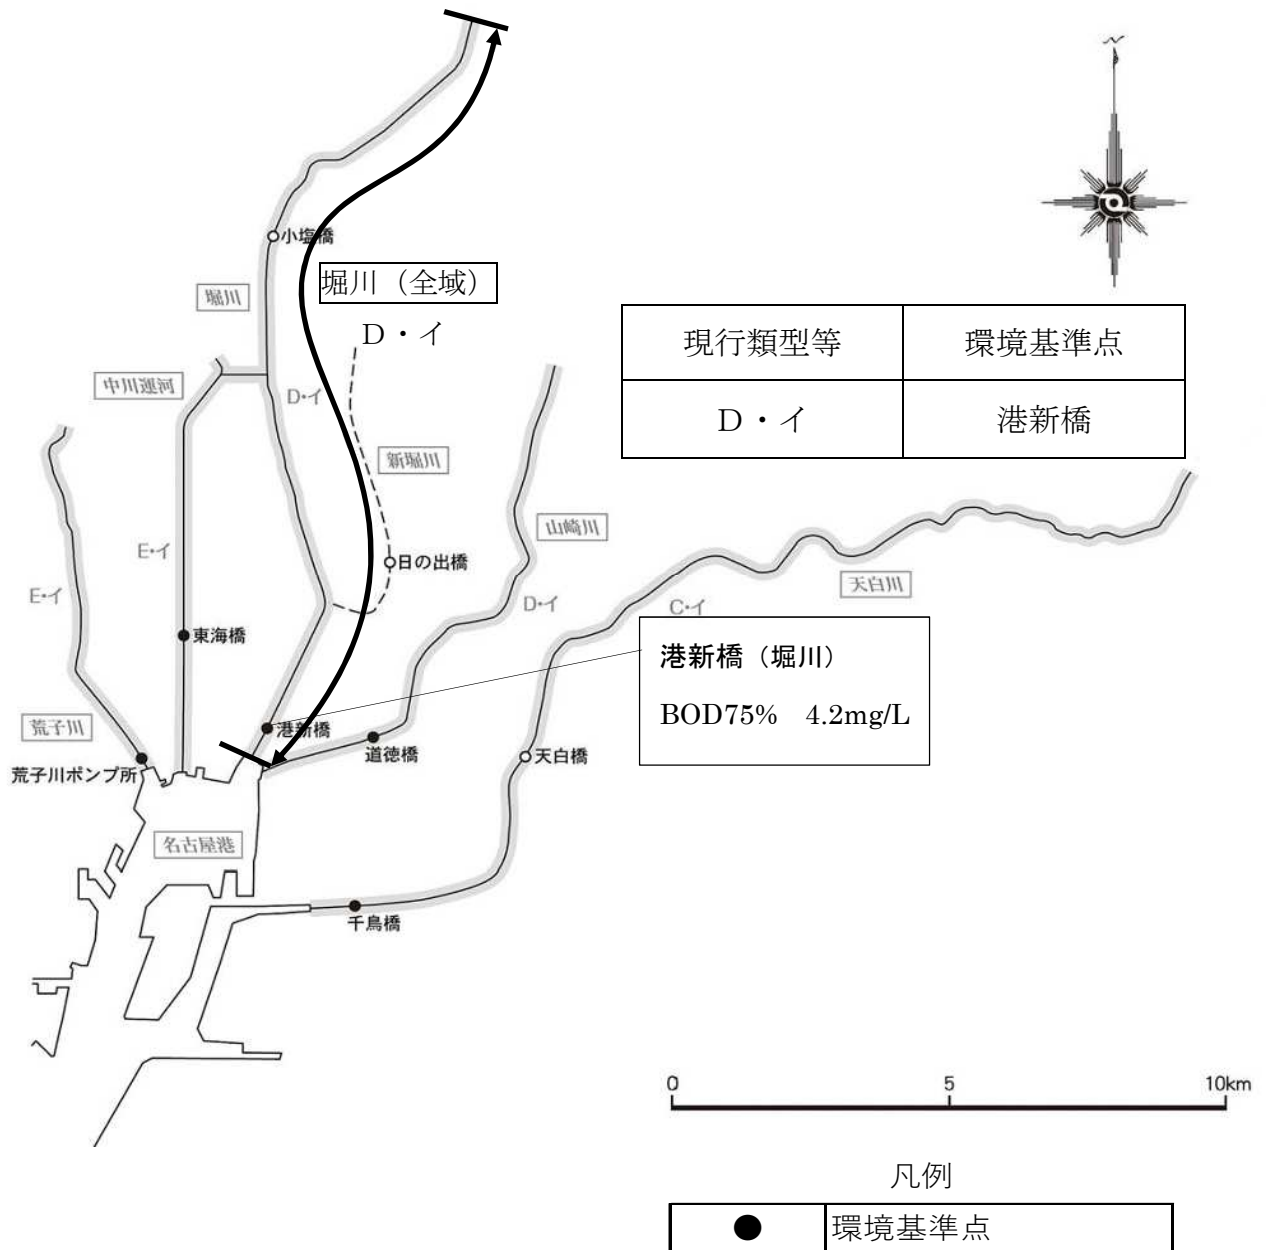 N
小塩橋
堀川（全域）
堀川
D・イ
現行類型等 環境基準点
D・イ 港新橋
中川運河
D・イ
新堀川
山崎川
E・イ
日の出橋
天白川
E・イ
D・イ
C・イ
東海橋
港新橋（堀川）
BOD75% 4.2mg/L
荒子川
港新橋
道徳橋
天白橋
荒子川ポンプ所
名古屋港
千鳥橋
0 5 10km
凡例
● 環境基準点